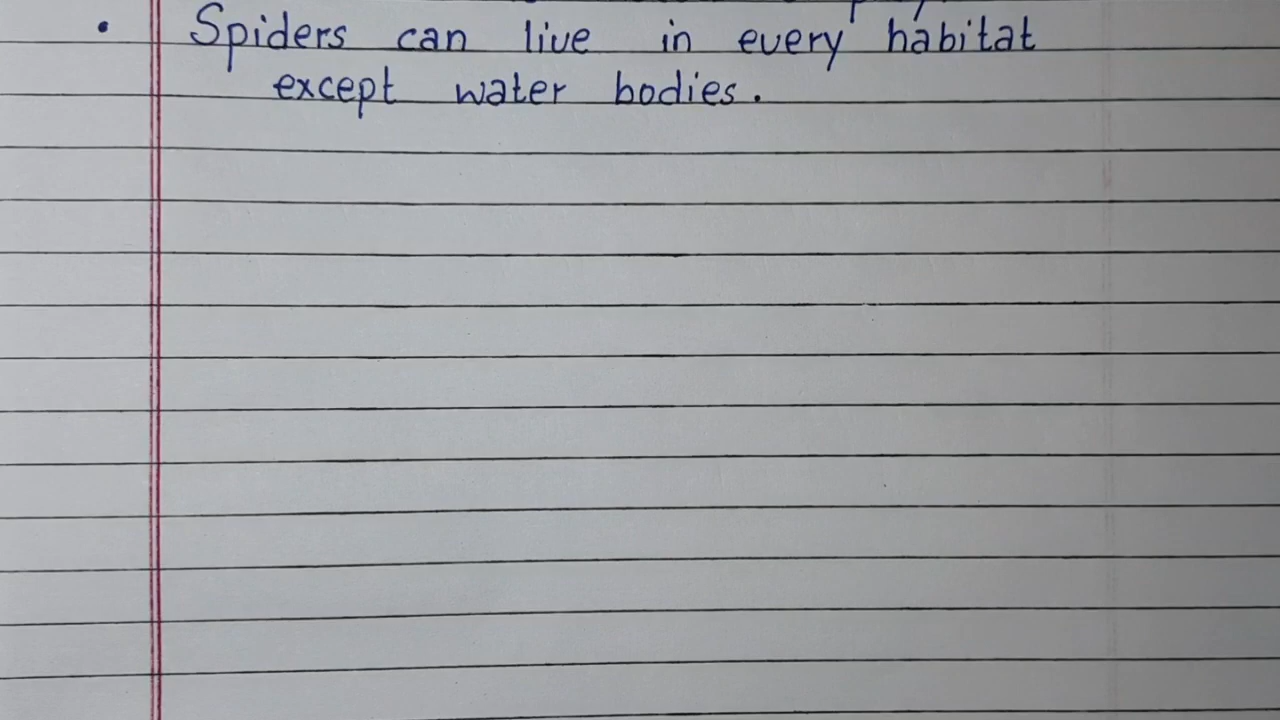 • Spiders can live in every habitat
except water bodies.